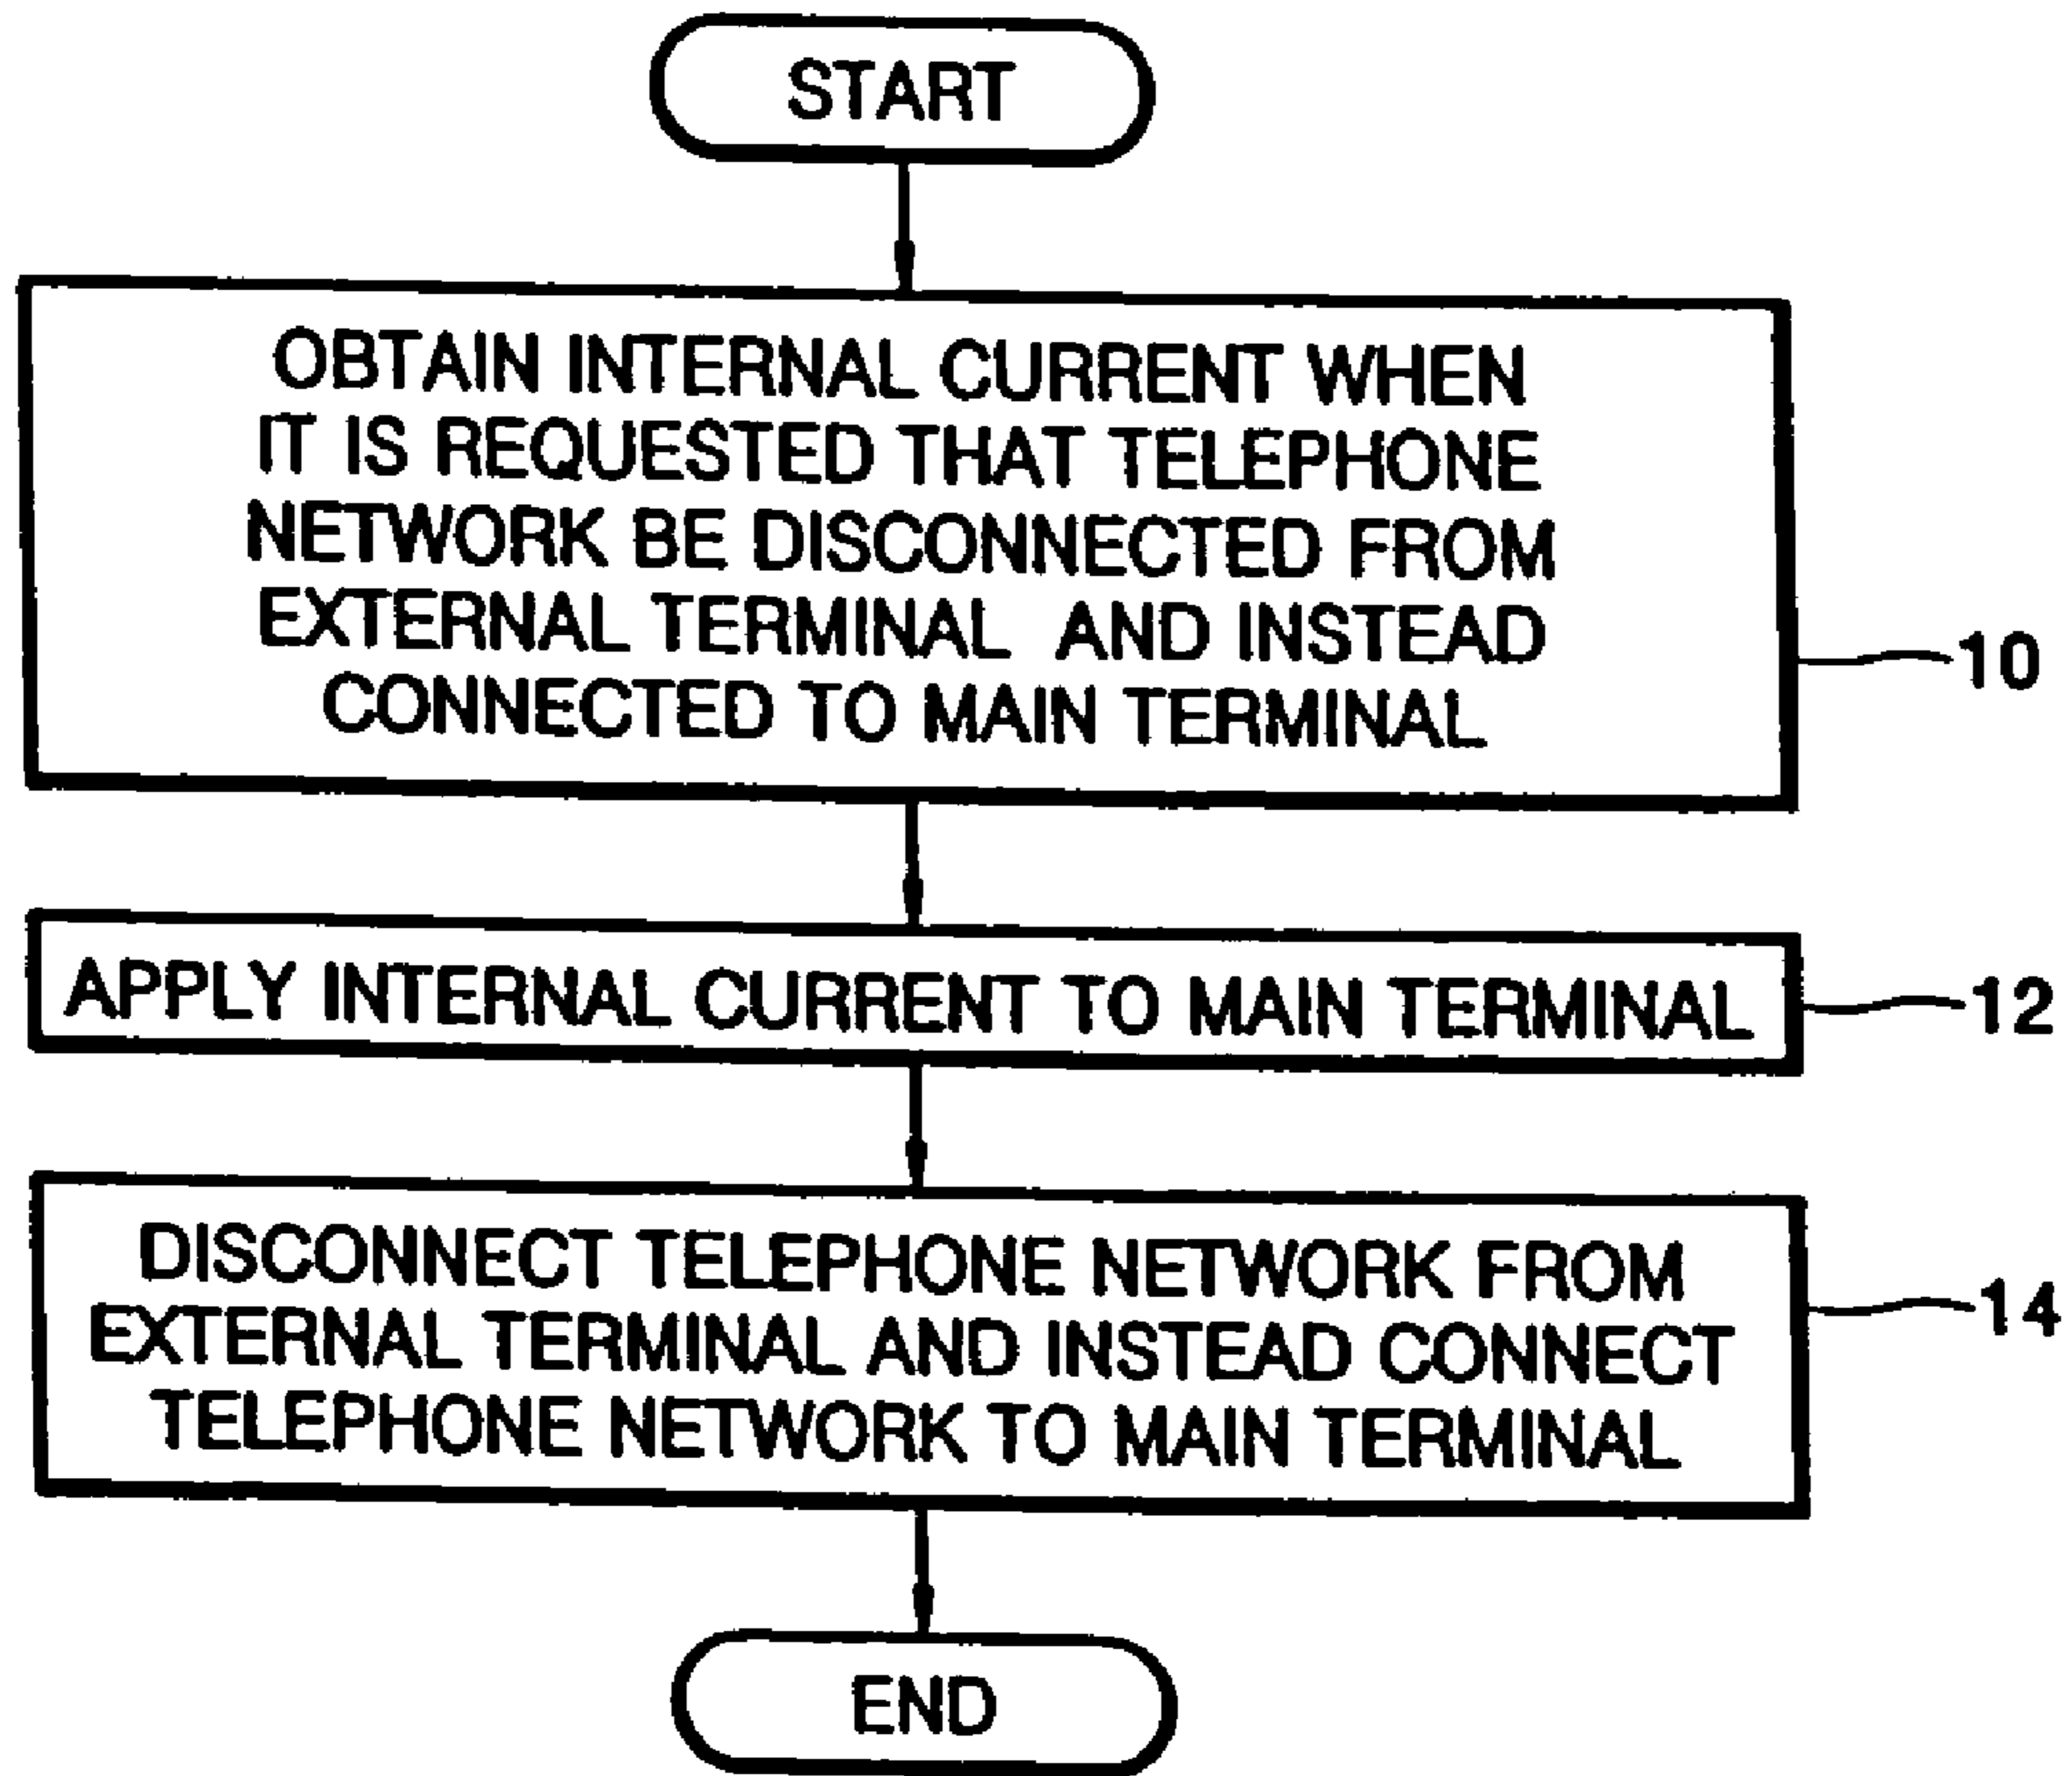 START
OBTAIN INTERNAL CURRENT WHEN
IT IS REQUESTED THAT TELEPHONE
NETWORK BE DISCONNECTED FROM
EXTERNAL TERMINAL AND INSTEAD
CONNECTED TO MAIN TERMINAL
10
APPLY INTERNAL CURRENT TO MAIN TERMINAL
12
DISCONNECT TELEPHONE NETWORK FROM
EXTERNAL TERMINAL AND INSTEAD CONNECT
TELEPHONE NETWORK TO MAIN TERMINAL
14
END